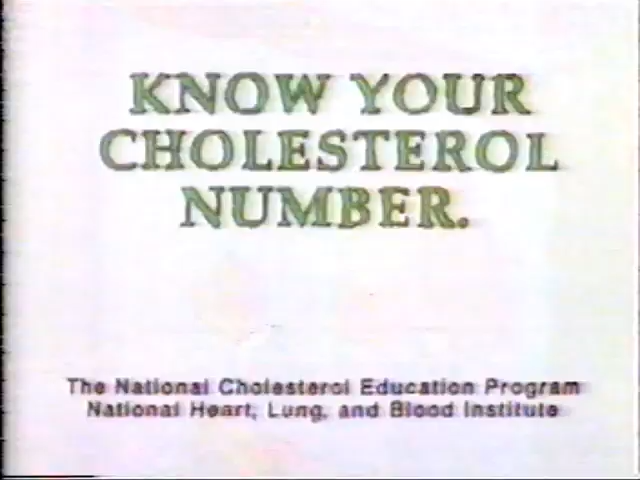 KNOW YOUR
CHOLESTEROL
NUMBER.
The National Cholesterol Education Program
National Heart, Lung, and Blood Institute